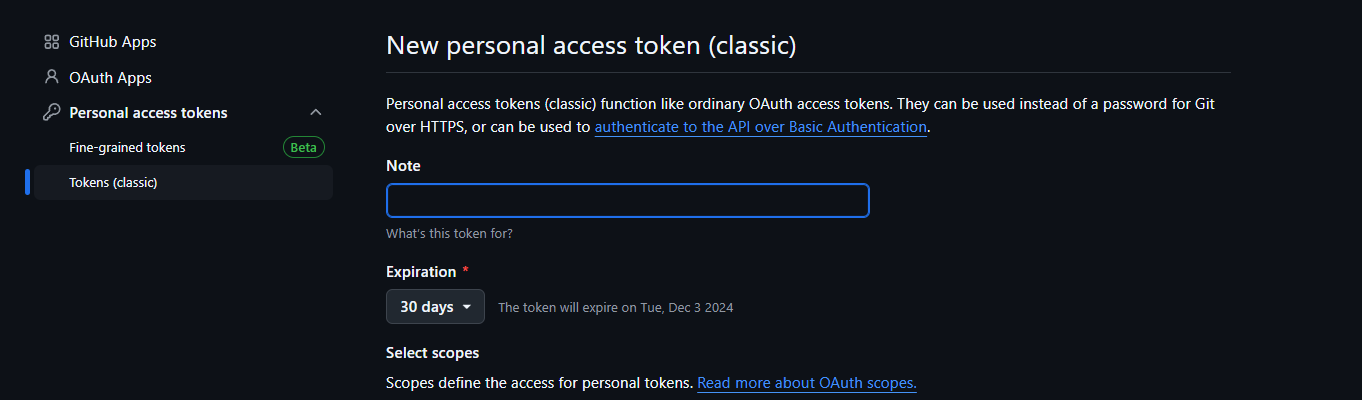 GitHub Apps
OAuth Apps
Personal access tokens
Fine-grained tokens
Beta
Tokens (classic)
New personal access token (classic)
Personal access tokens (classic) function like ordinary OAuth access tokens. They can be used instead of a password for Git
over HTTPS, or can be used to authenticate to the API over Basic Authentication.
Note
What's this token for?
Expiration *
30 days
The token will expire on Tue, Dec 3 2024
Select scopes
Scopes define the access for personal tokens. Read more about OAuth scopes.